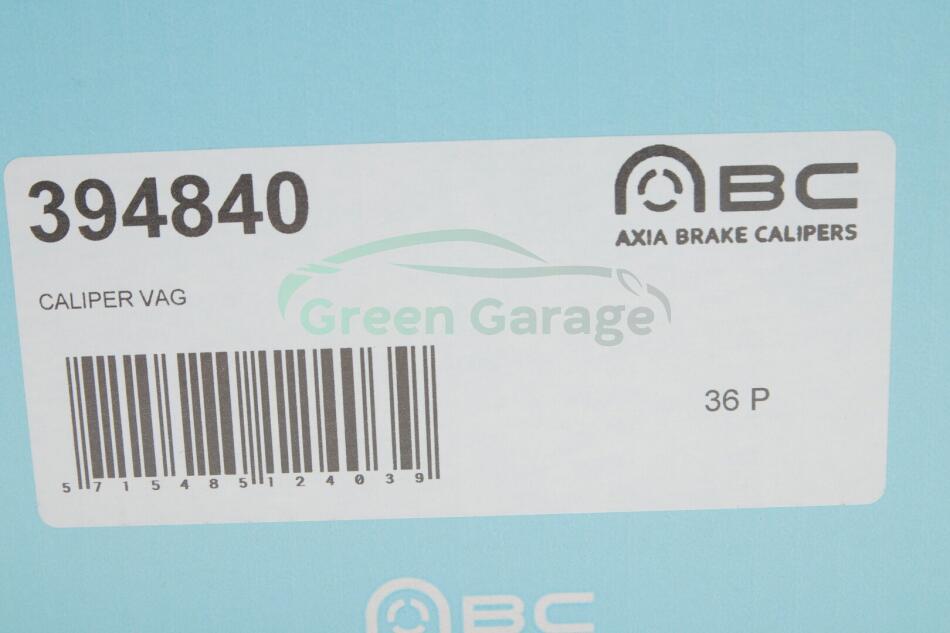 394840
ABC
AXIA BRAKE CALIPERS
CALIPER VAG
Green Garage
36 P
5 715485 124039
ABC